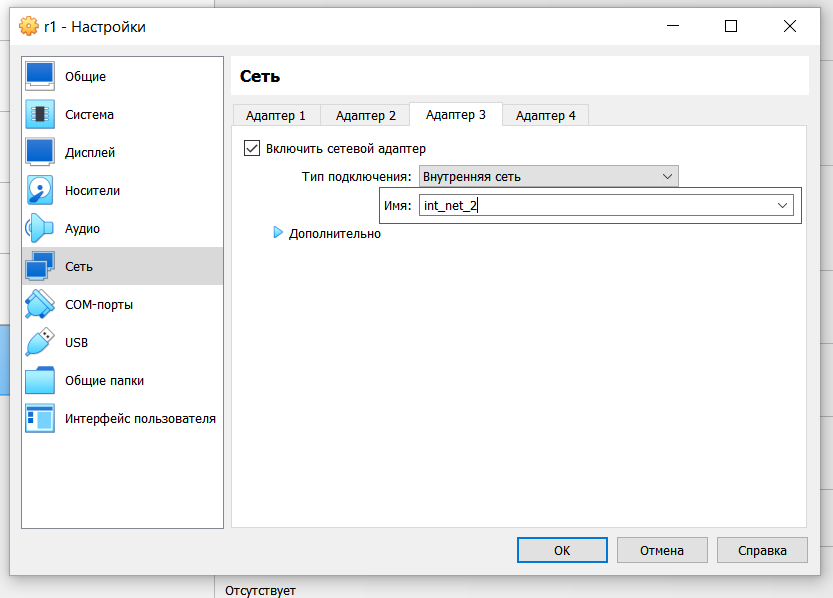 r1 - Настройки
Общие
Система
Дисплей
Носители
Аудио
Сеть
COM-порты
USB
Общие папки
Интерфейс пользователя
Сеть
Адаптер 1 Адаптер 2 Адаптер 3 Адаптер 4
Включить сетевой адаптер
Тип подключения: Внутренняя сеть
Имя: int_net_2
Дополнительно
OK Отмена Справка
Отсутствует